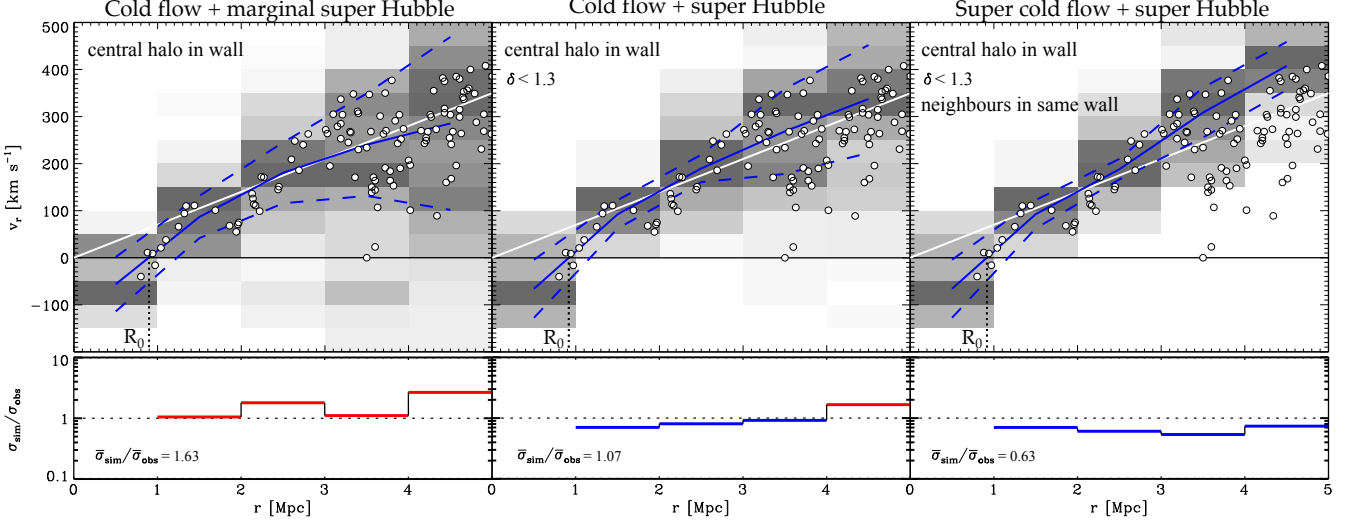 Cold flow + marginal super Hubble
Cold flow + super Hubble
Super cold flow + super Hubble
500
400
300
200
100
0
−100
v_r [km s⁻¹]
central halo in wall
R₀
central halo in wall
δ < 1.3
R₀
central halo in wall
δ < 1.3
neighbours in same wall
R₀
10
1
0.1
σ_sim/σ_obs
σ̅_sim/σ̅_obs = 1.63
σ̅_sim/σ̅_obs = 1.07
σ̅_sim/σ̅_obs = 0.63
0 1 2 3 4 0 1 2 3 4 0 1 2 3 4 5
r [Mpc]
r [Mpc]
r [Mpc]